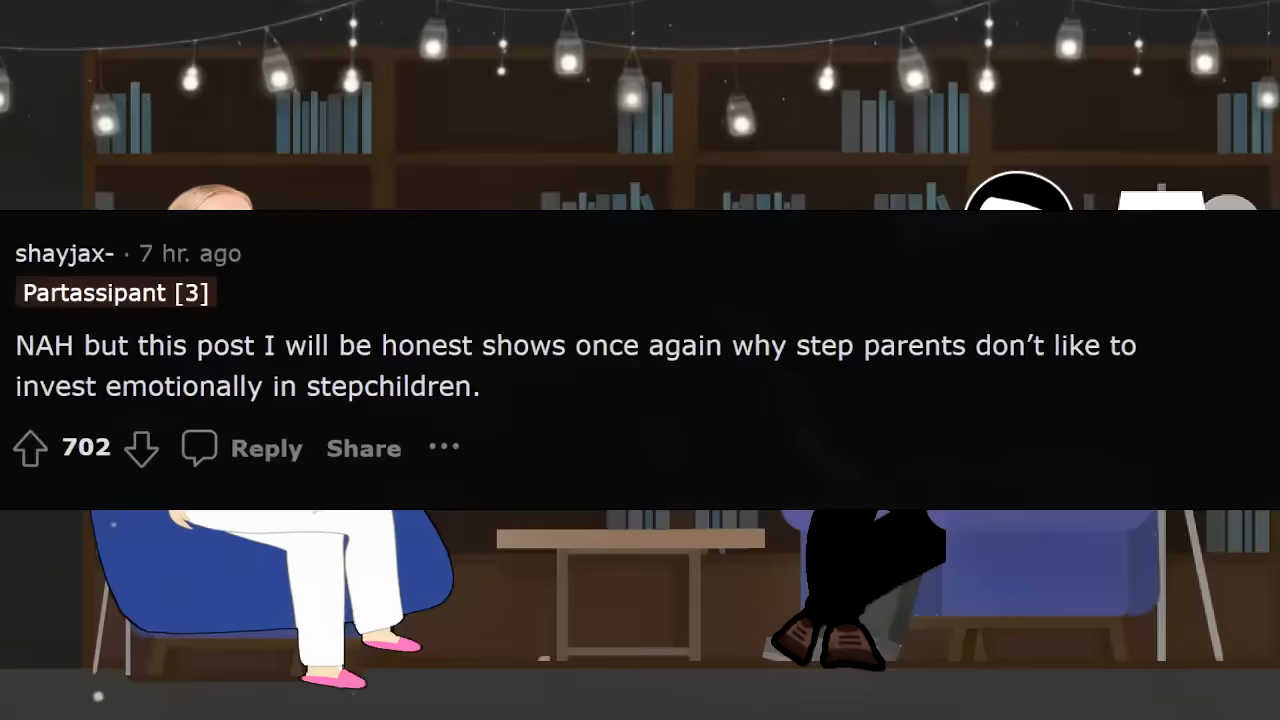 shayjax- · 7 hr. ago
Partassipant [3]
NAH but this post I will be honest shows once again why step parents don’t like to
invest emotionally in stepchildren.
702 Reply Share ···